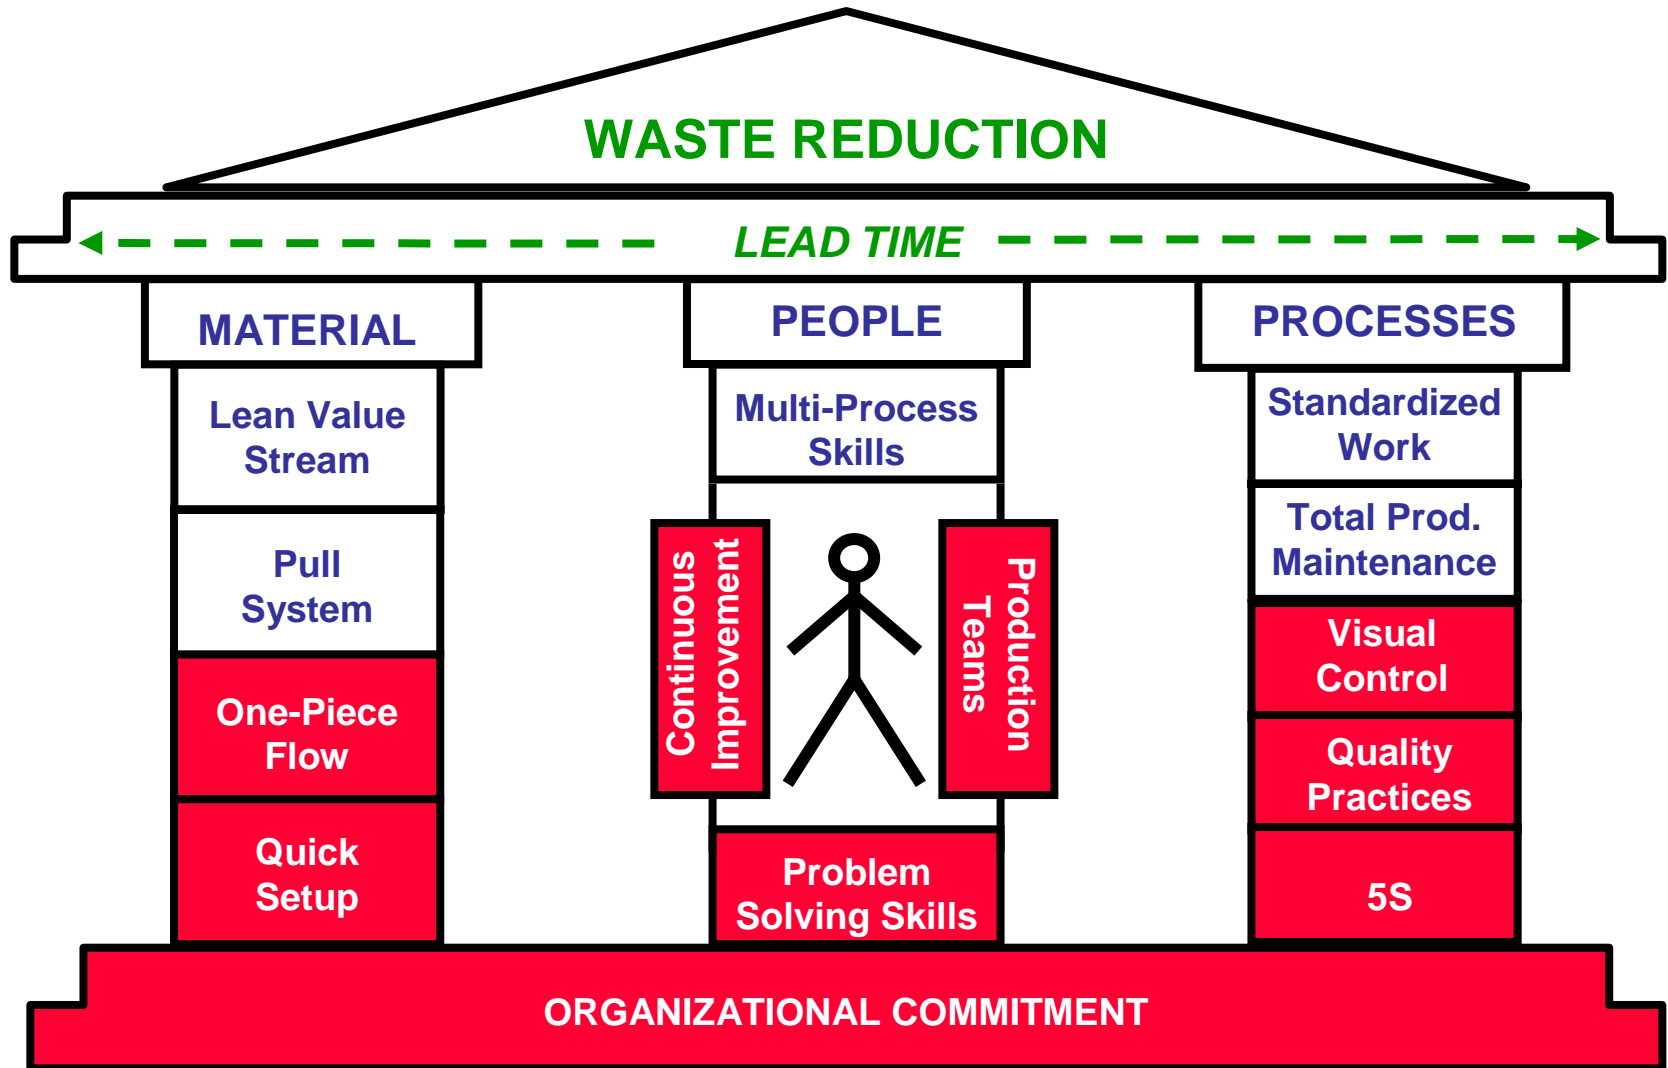 WASTE REDUCTION
LEAD TIME
MATERIAL
Lean Value
Stream
Pull
System
One-Piece
Flow
Quick
Setup
PEOPLE
Multi-Process
Skills
Continuous
Improvement
Production
Teams
Problem
Solving Skills
PROCESSES
Standardized
Work
Total Prod.
Maintenance
Visual
Control
Quality
Practices
5S
ORGANIZATIONAL COMMITMENT